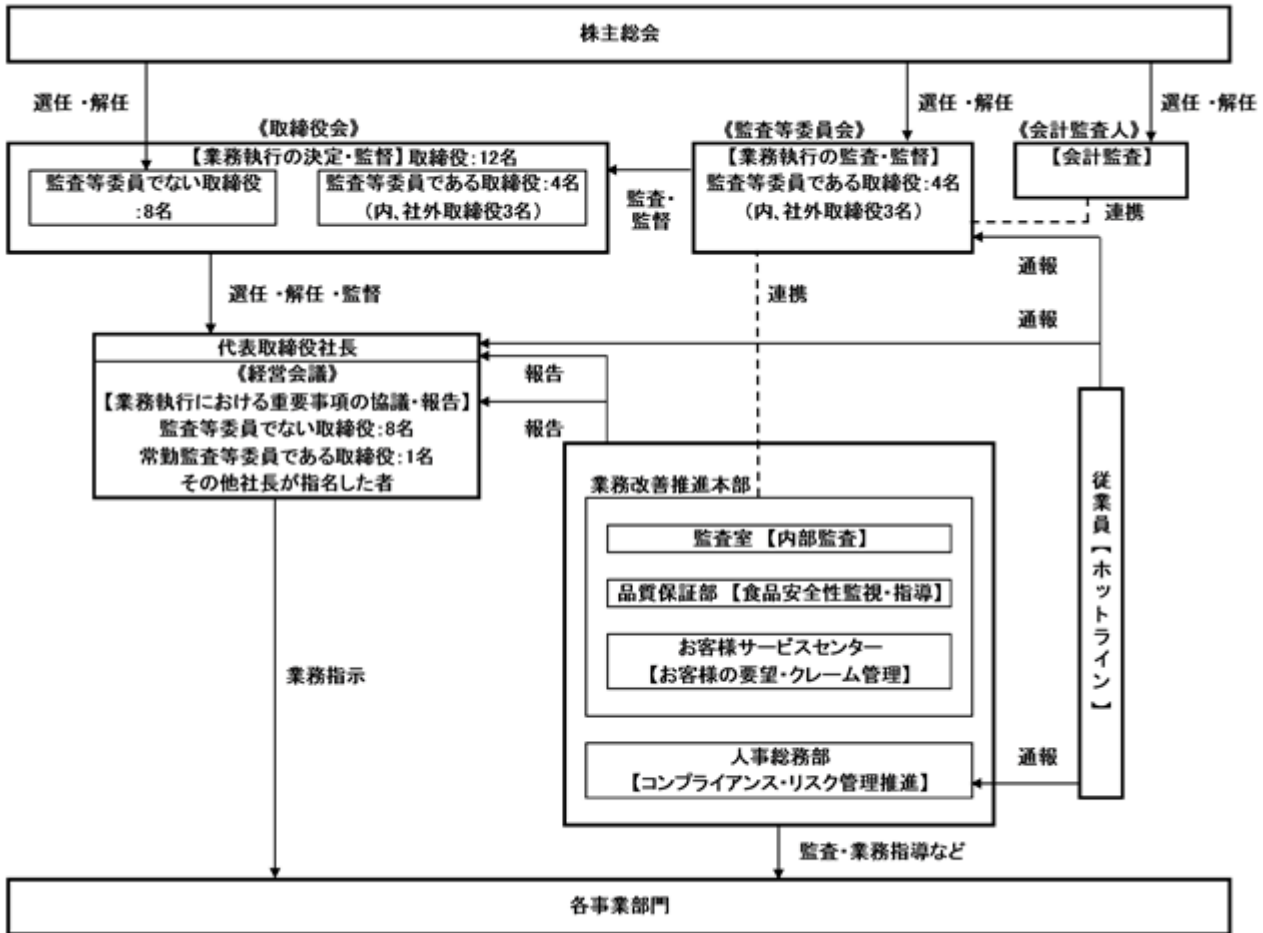 株主総会
選任・解任
選任・解任
選任・解任
《取締役会》
《監査等委員会》
《会計監査人》
【業務執行の決定・監督】取締役:12名
監査等委員でない取締役
:8名
監査等委員である取締役:4名
(内、社外取締役3名)
監査・
監督
【業務執行の監査・監督】
監査等委員である取締役:4名
(内、社外取締役3名)
【会計監査】
連携
通報
選任・解任・監督
連携
通報
代表取締役社長
《経営会議》
【業務執行における重要事項の協議・報告】
監査等委員でない取締役:8名
常勤監査等委員である取締役:1名
その他社長が指名した者
報告
報告
業務改善推進本部
監査室 【内部監査】
品質保証部 【食品安全性監視・指導】
お客様サービスセンター
【お客様の要望・クレーム管理】
従業員【ホットライン】
業務指示
人事総務部
【コンプライアンス・リスク管理推進】
通報
監査・業務指導など
各事業部門